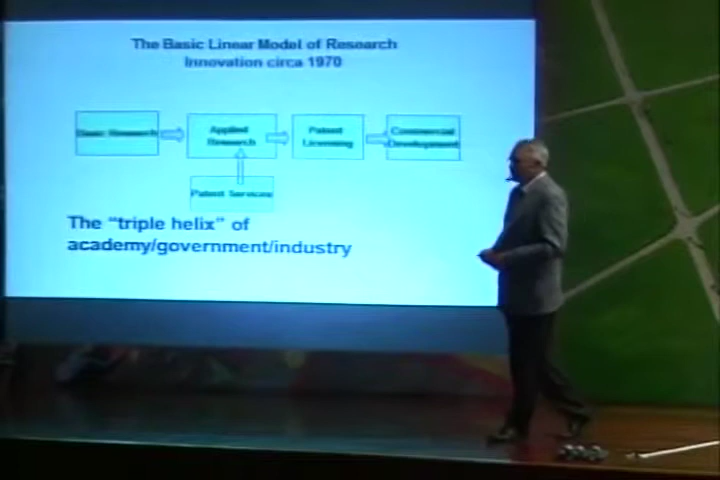 The Basic Linear Model of Research
Innovation circa 1970
Basic Research
Applied
Research
Patent
Licensing
Commercial
Development
Patent Services
The “triple helix” of
academy/government/industry